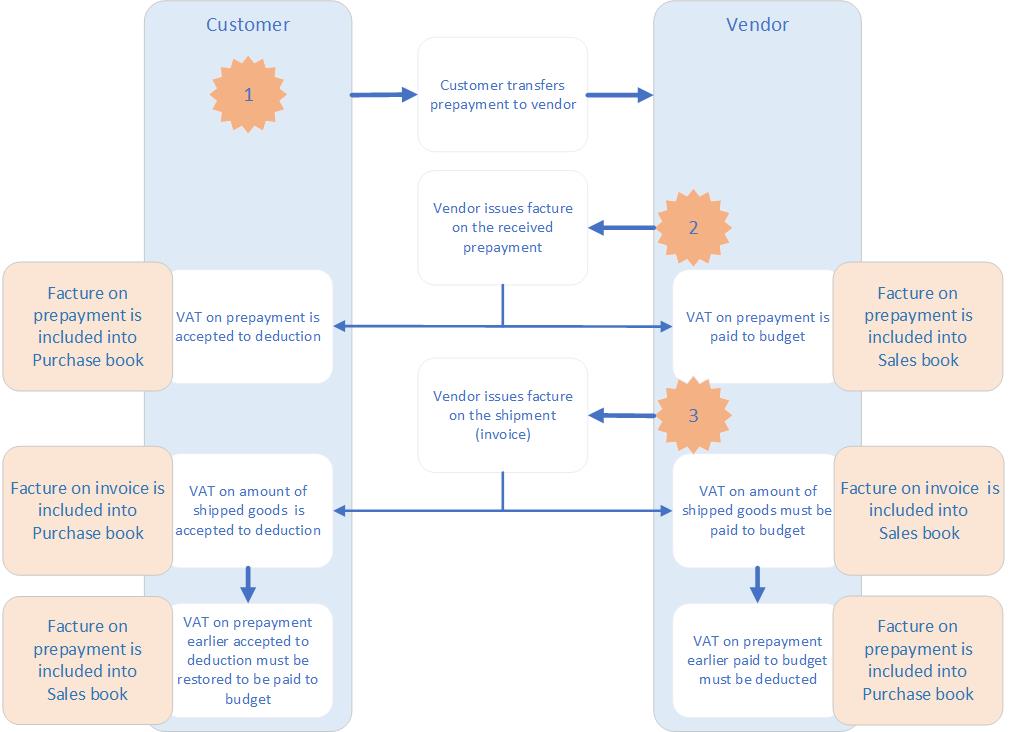 Customer
Vendor
1
Customer transfers
prepayment to vendor
Vendor issues facture
on the received
prepayment
2
Facture on
prepayment is
included into
Purchase book
VAT on prepayment is
accepted to deduction
VAT on prepayment is
paid to budget
Facture on
prepayment is
included into
Sales book
Vendor issues facture
on the shipment
(invoice)
3
Facture on invoice is
included into
Purchase book
VAT on amount of
shipped goods is
accepted to deduction
VAT on amount of
shipped goods must be
paid to budget
Facture on invoice is
included into
Sales book
Facture on
prepayment is
included into
Sales book
VAT on prepayment
earlier accepted to
deduction must be
restored to be paid to
budget
VAT on prepayment
earlier paid to budget
must be deducted
Facture on
prepayment is
included into
Purchase book